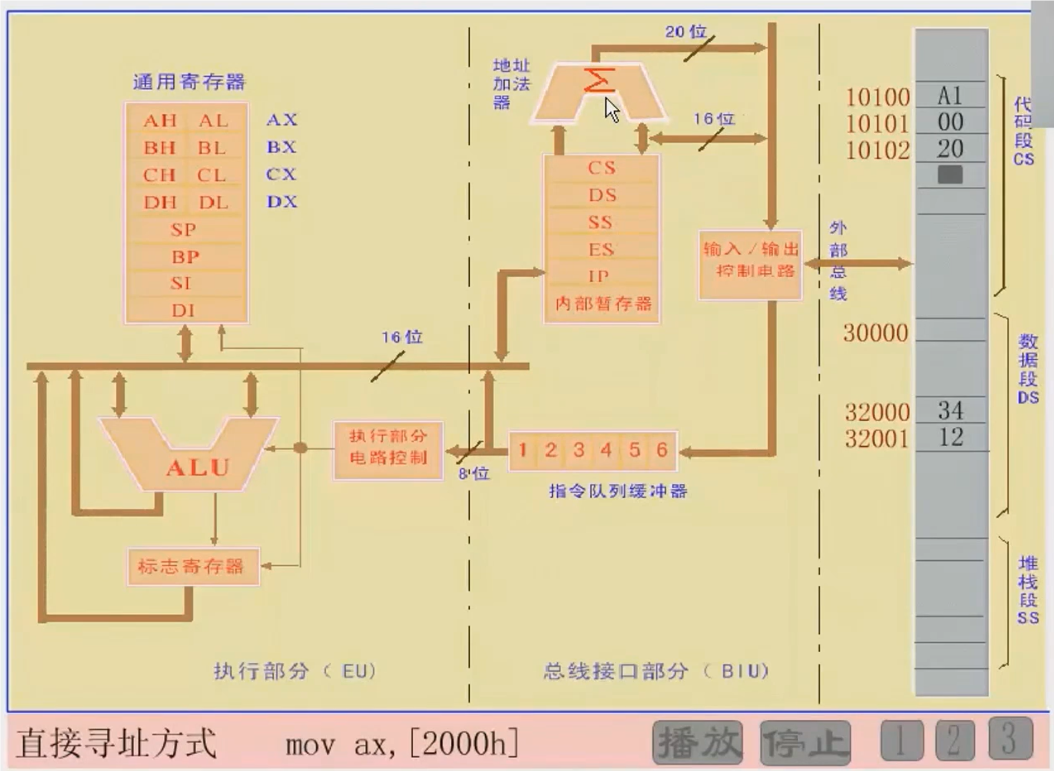 20位
地址
加法
器
Σ
通用寄存器
AH AL AX
BH BL BX
CH CL CX
DH DL DX
SP
BP
SI
DI
16位
CS
DS
SS
ES
IP
内部暂存器
输入/输出
控制电路
外部总线
10100 A1
10101 00
10102 20
代码段CS
30000
数据段DS
32000 34
32001 12
堆栈段SS
16位
ALU
执行部分
电路控制
8位
1 2 3 4 5 6
指令队列缓冲器
标志寄存器
执行部分（EU）
总线接口部分（BIU）
直接寻址方式 mov ax,[2000h]
播放 停止 1 2 3